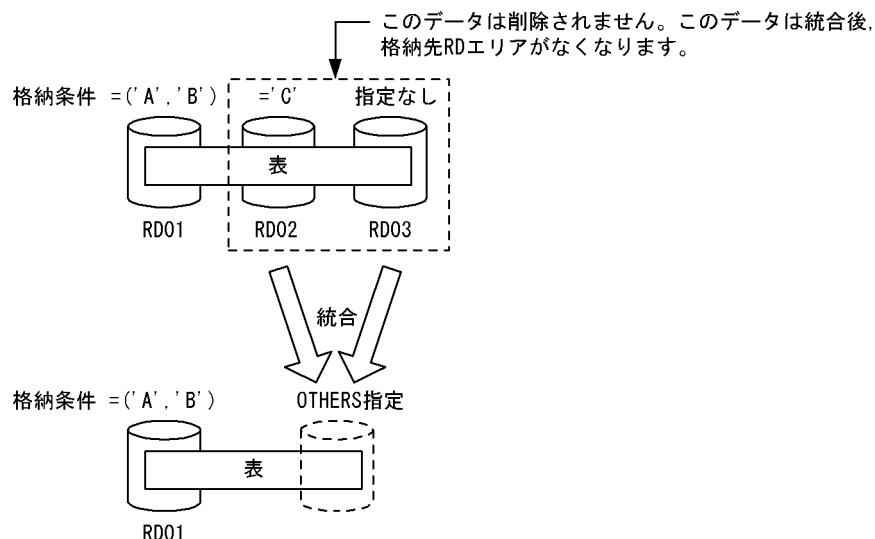 このデータは削除されません。このデータは統合後,
格納先RDエリアがなくなります。
格納条件 =('A','B') ='C' 指定なし
表
RD01 RD02 RD03
統合
格納条件 =('A','B') OTHERS指定
表
RD01